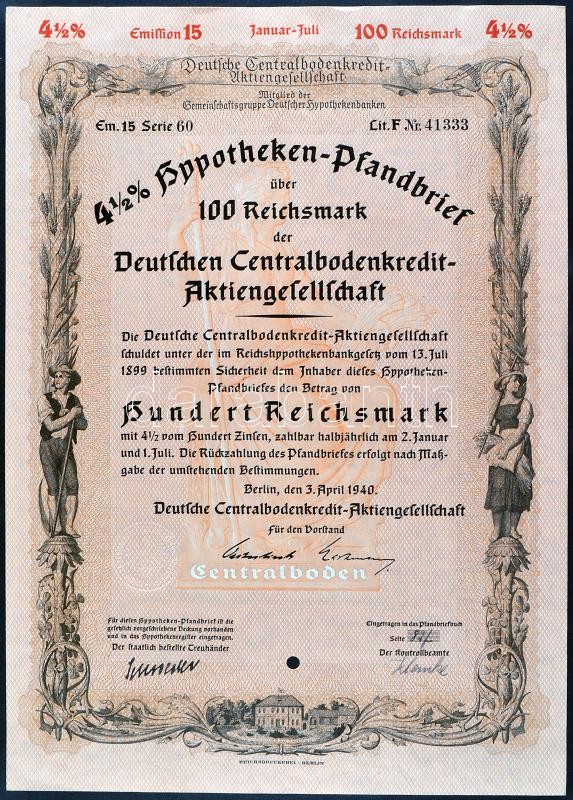 4½% Emission 15 Januar-Juli 100 Reichsmark 4½%
Deutsche Centralbodenkredit-
Aktiengesellschaft
Mitglied der
Gemeinschaftsgruppe Deutscher Hypothekenbanken
Em. 15 Serie 60 Lit. F Nr. 41333
4½% Hypotheken-Pfandbrief
über
100 Reichsmark
der
Deutschen Centralbodenkredit-
Aktiengesellschaft
Die Deutsche Centralbodenkredit-Aktiengesellschaft
schuldet unter der im Reichshypothekenbankgesetz vom 13. Juli
1899 bestimmten Sicherheit dem Inhaber dieses Hypotheken-
Pfandbriefes den Betrag von
Hundert Reichsmark
mit 4½ vom Hundert Zinsen, zahlbar halbjährlich am 2. Januar
und 1. Juli. Die Rückzahlung des Pfandbriefes erfolgt nach Maß-
gabe der umstehenden Bestimmungen.
Berlin, den 3. April 1940.
Deutsche Centralbodenkredit-Aktiengesellschaft
Für den Vorstand
Centralboden
Für diesen Hypotheken-Pfandbrief ist die
gesetzlich vorgeschriebene Deckung vorhanden
und in das Hypothekenregister eingetragen.
Der staatlich bestellte Treuhänder
Eingetragen in das Pfandbriefbuch
Seite
Der Kontrollbeamte
REICHSDRUCKEREI · BERLIN